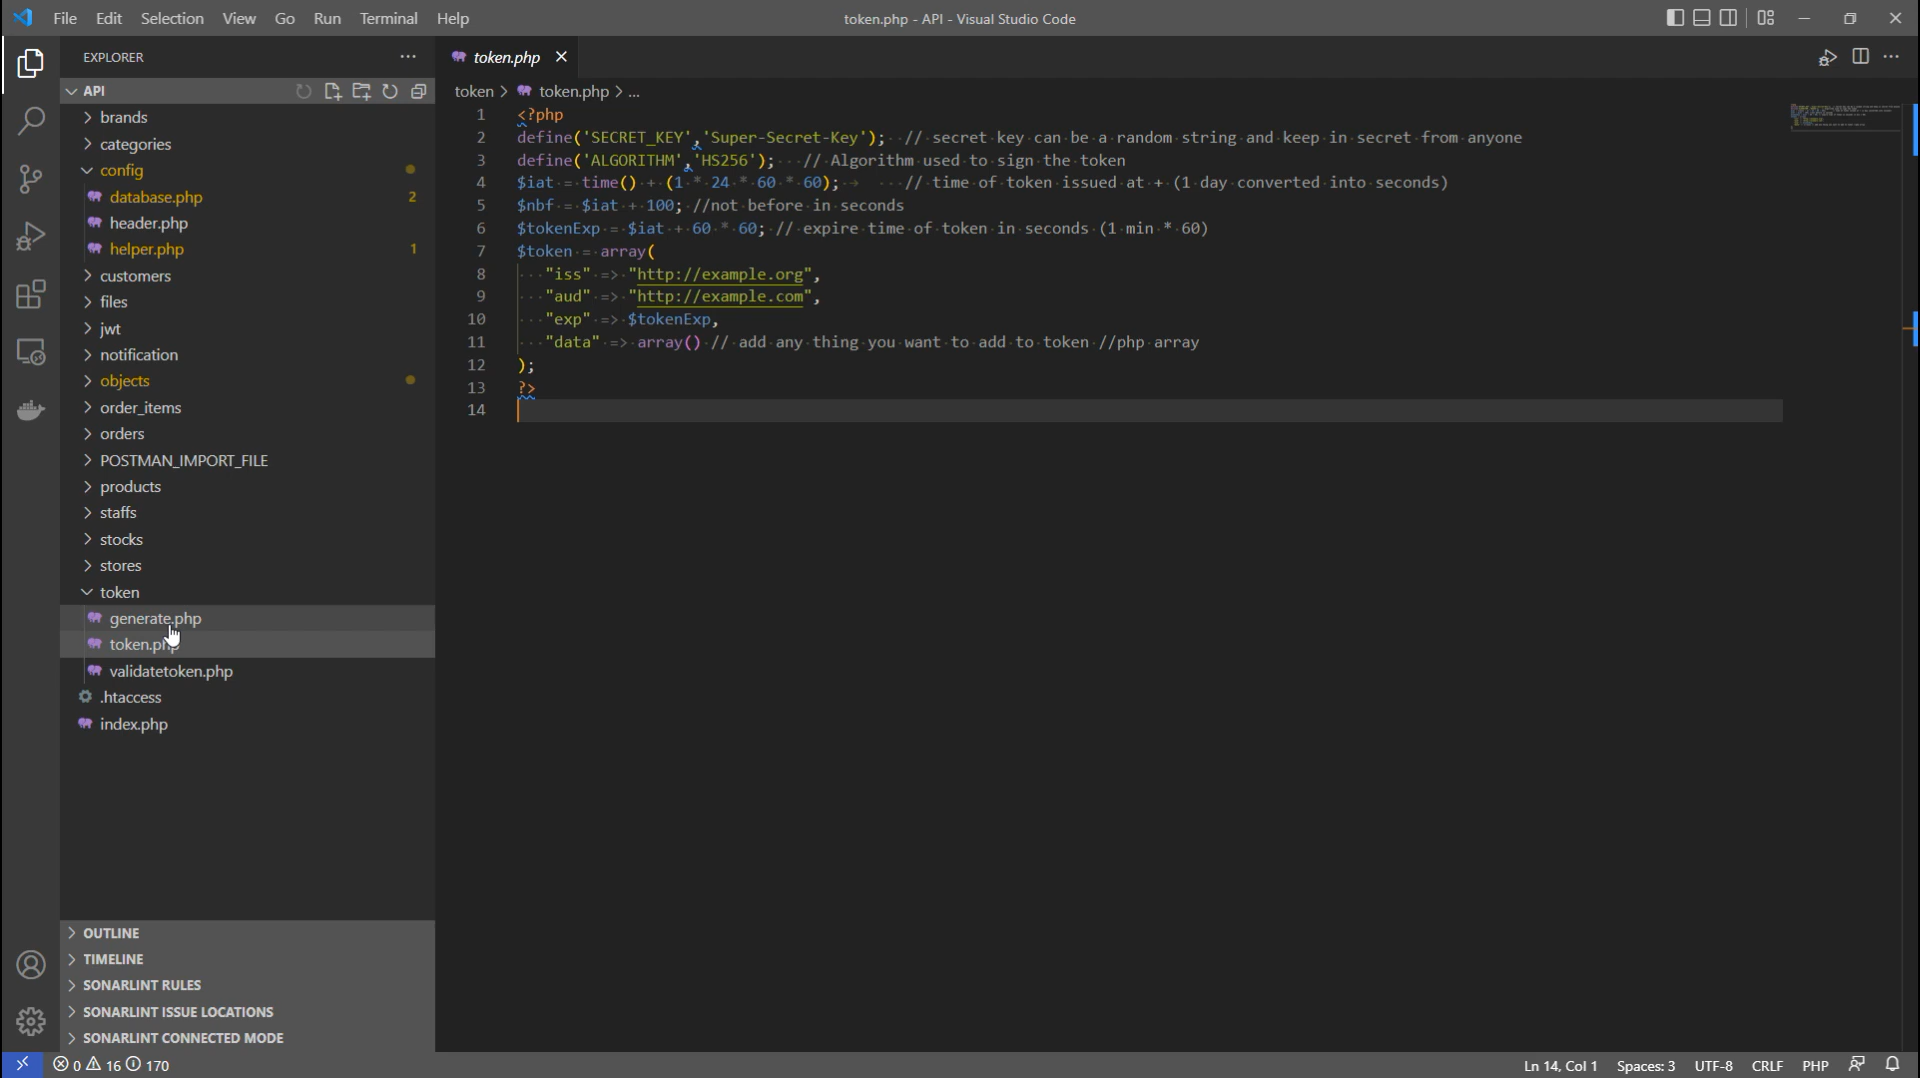 File Edit Selection View Go Run Terminal Help
token.php - API - Visual Studio Code
EXPLORER
API
brands
categories
config
database.php 2
header.php
helper.php 1
customers
files
jwt
notification
objects
order_items
orders
POSTMAN_IMPORT_FILE
products
staffs
stocks
stores
token
generate.php
token.php
validatetoken.php
.htaccess
index.php
OUTLINE
TIMELINE
SONARLINT RULES
SONARLINT ISSUE LOCATIONS
SONARLINT CONNECTED MODE
token.php
token > token.php > ...
1 <?php
2 define('SECRET_KEY','Super-Secret-Key'); // secret key can be a random string and keep in secret from anyone
3 define('ALGORITHM','HS256'); // Algorithm used to sign the token
4 $iat = time() + (1 * 24 * 60 * 60); // time of token issued at + (1 day converted into seconds)
5 $nbf = $iat + 100; //not before in seconds
6 $tokenExp = $iat + 60 * 60; // expire time of token in seconds (1 min * 60)
7 $token = array(
8 "iss" => "http://example.org",
9 "aud" => "http://example.com",
10 "exp" => $tokenExp,
11 "data" => array() // add any thing you want to add to token //php array
12 );
13 ?>
14
0 16 170
Ln 14, Col 1 Spaces: 3 UTF-8 CRLF PHP